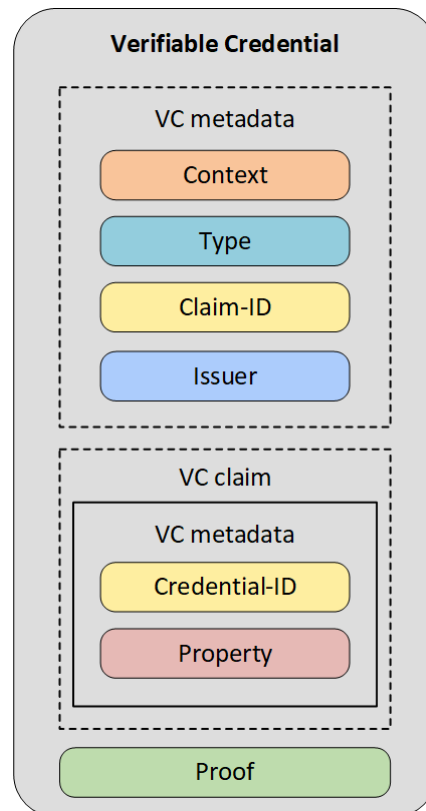 Verifiable Credential
VC metadata
Context
Type
Claim-ID
Issuer
VC claim
VC metadata
Credential-ID
Property
Proof